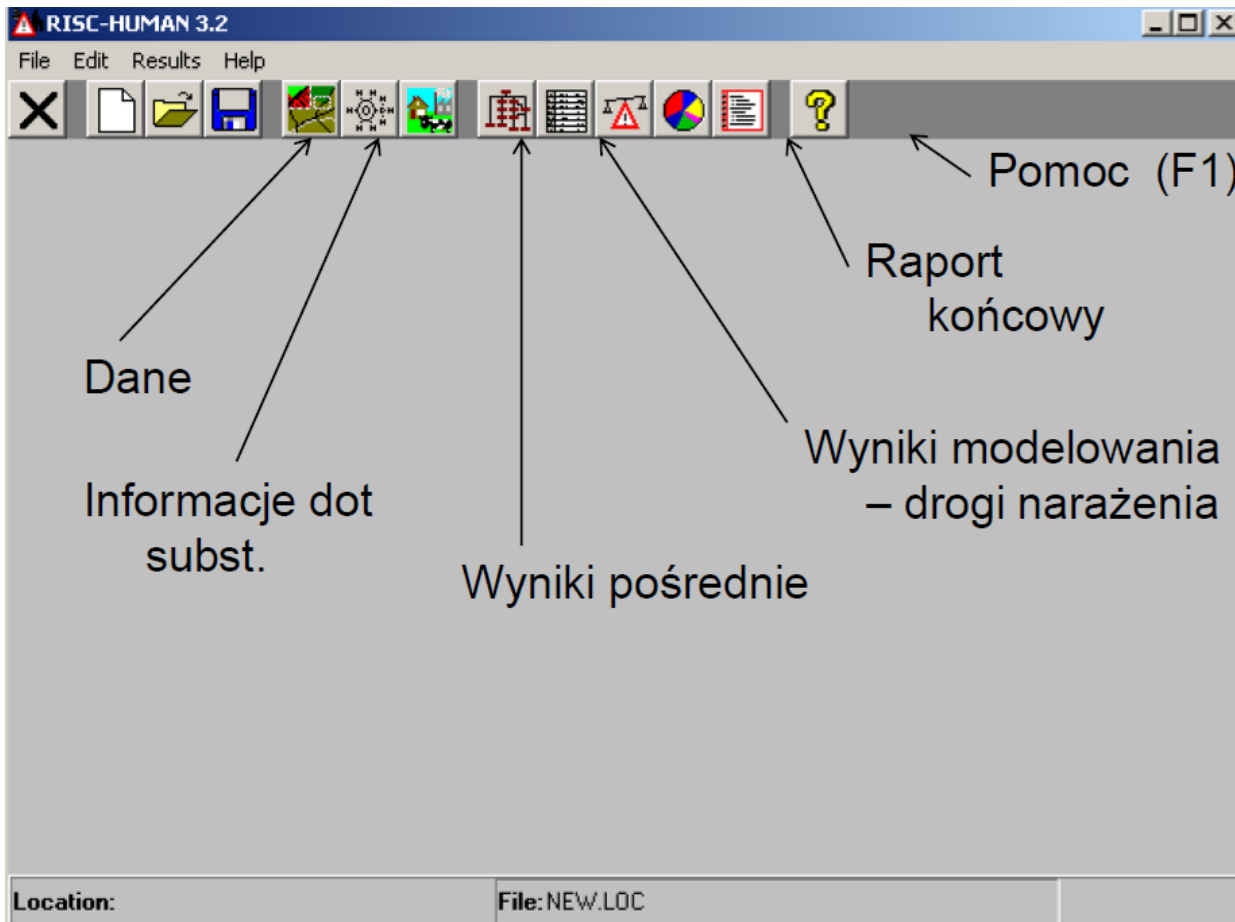 RISC-HUMAN 3.2
File Edit Results Help
Pomoc (F1)
Raport
końcowy
Dane
Wyniki modelowania
– drogi narażenia
Informacje dot
subst.
Wyniki pośrednie
Location:
File: NEW.LOC